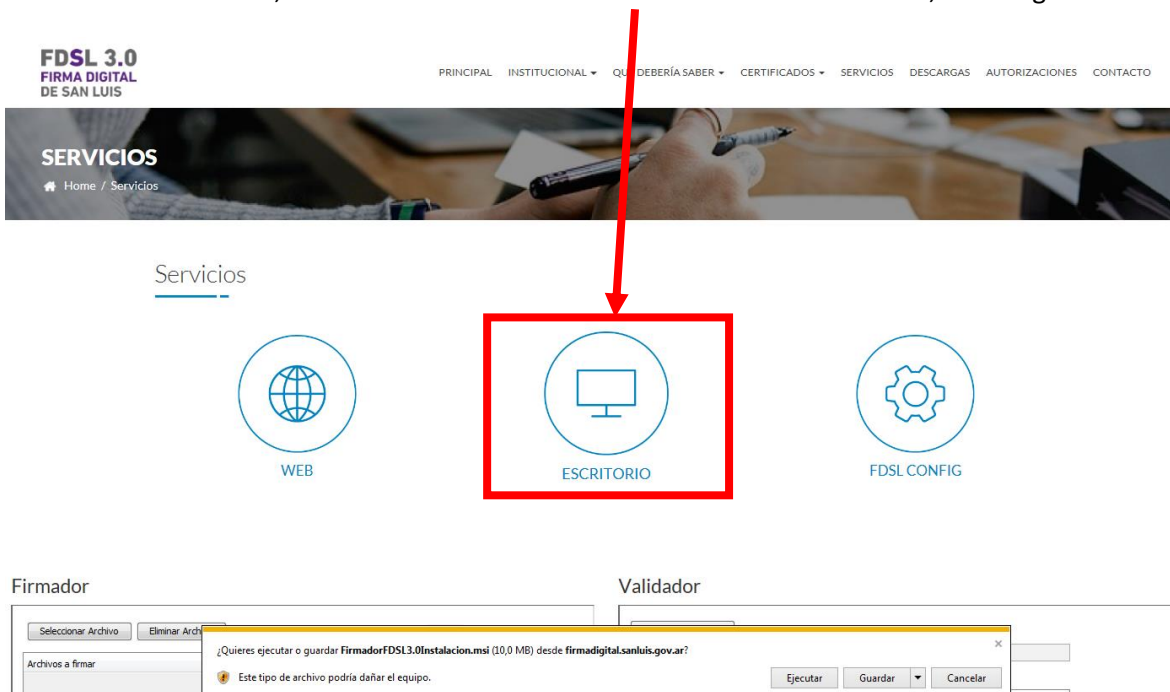 FDSL 3.0
FIRMA DIGITAL
DE SAN LUIS
PRINCIPAL INSTITUCIONAL DEBERÍA SABER CERTIFICADOS SERVICIOS DESCARGAS AUTORIZACIONES CONTACTO
SERVICIOS
Home / Servicios
Servicios
WEB
ESCRITORIO
FDSL CONFIG
Firmador
Validador
Seleccionar Archivo
Eliminar Arch
Archivos a firmar
¿Quieres ejecutar o guardar FirmadorFDSL3.0Instalacion.msi (10,0 MB) desde firmadigital.sanluis.gov.ar?
Este tipo de archivo podría dañar el equipo.
Ejecutar Guardar Cancelar